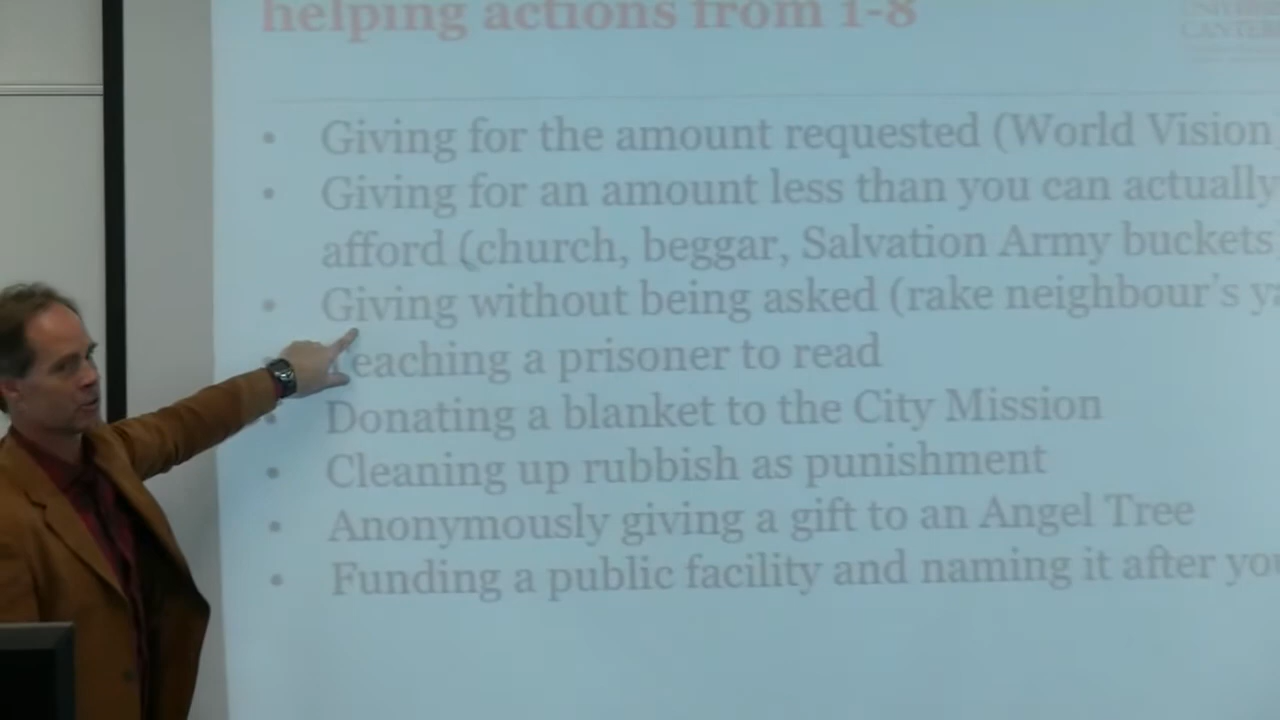 helping actions from 1-8
• Giving for the amount requested (World Vision
• Giving for an amount less than you can actually
afford (church, beggar, Salvation Army buckets
• Giving without being asked (rake neighbour's
eaching a prisoner to read
• Donating a blanket to the City Mission
• Cleaning up rubbish as punishment
• Anonymously giving a gift to an Angel Tree
• Funding a public facility and naming it after